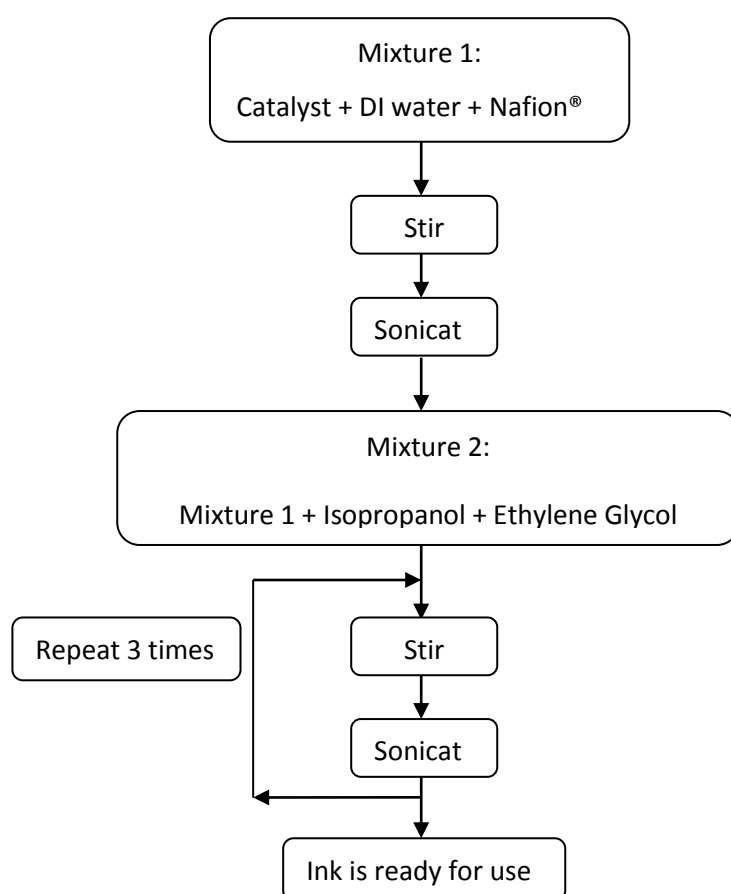 Mixture 1:
Catalyst + DI water + Nafion®
Stir
Sonicat
Mixture 2:
Mixture 1 + Isopropanol + Ethylene Glycol
Repeat 3 times
Stir
Sonicat
Ink is ready for use